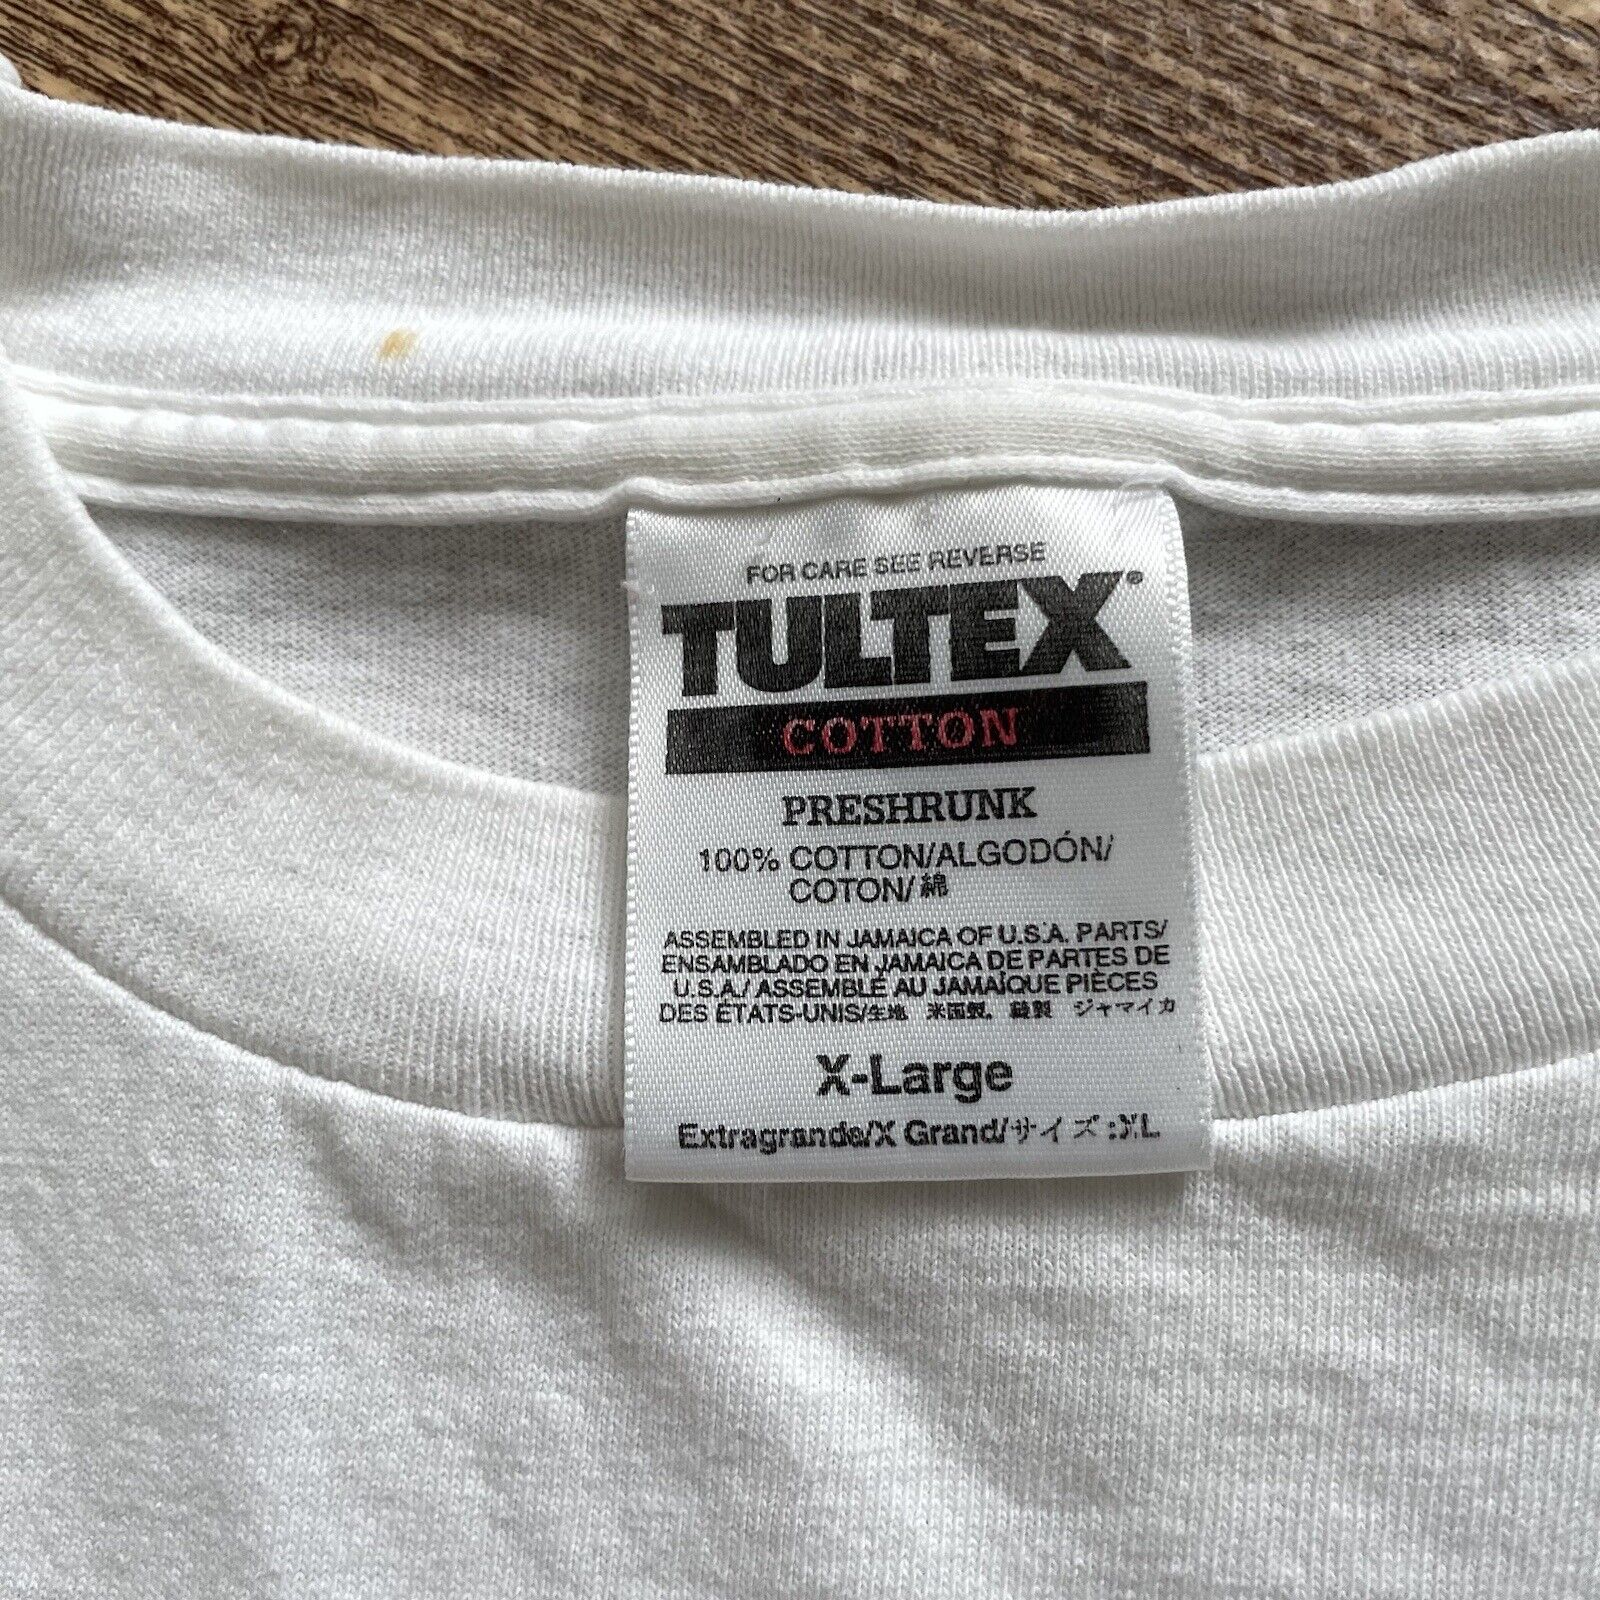 FOR CARE SEE REVERSE
TULTEX®
COTTON
PRESHRUNK
100% COTTON/ALGODÓN/
COTON/綿
ASSEMBLED IN JAMAICA OF U.S.A. PARTS/
ENSAMBLADO EN JAMAICA DE PARTES DE
U.S.A./ ASSEMBLÉ AU JAMAÏQUE PIÈCES
DES ÉTATS-UNIS/生地 米国製, 縫製 ジャマイカ
X-Large
Extragrande/X Grand/サイズ:XL